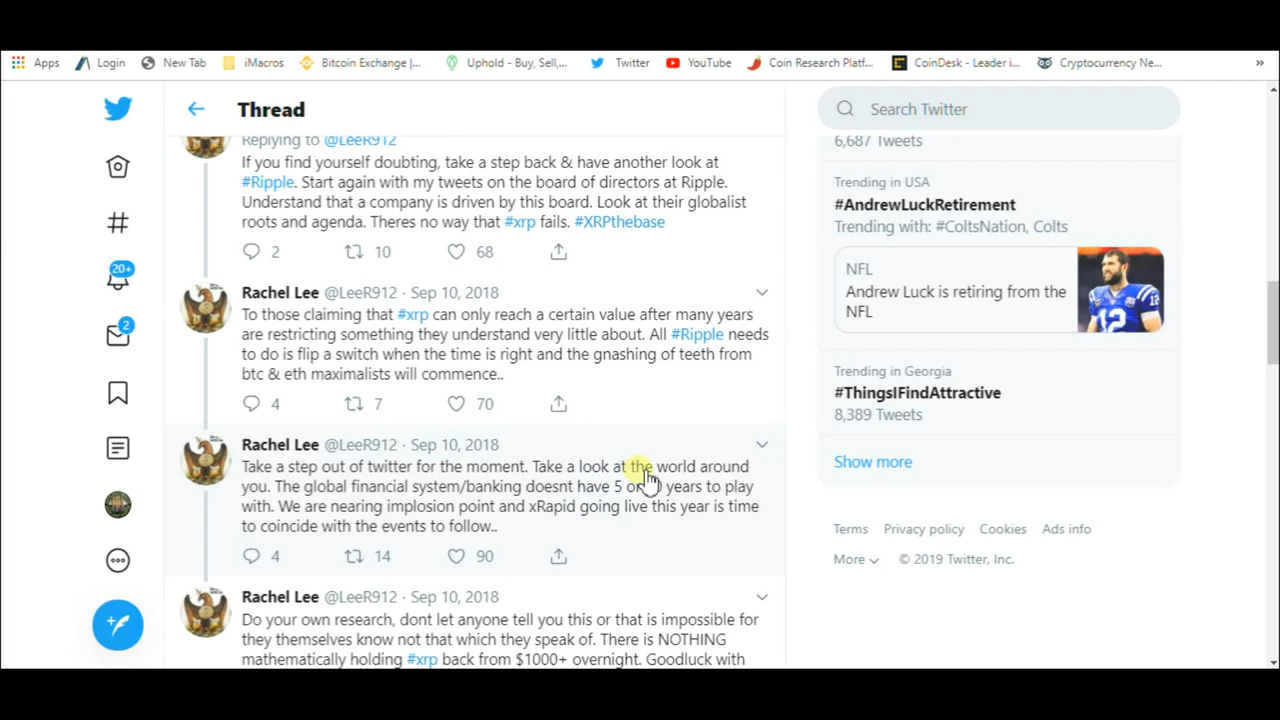 Apps
Login
New Tab
iMacros
Bitcoin Exchange |...
Uphold - Buy, Sell,...
Twitter
YouTube
Coin Research Platf...
CoinDesk - Leader i...
Cryptocurrency Ne...
»
Thread
Replying to @LeeR912
If you find yourself doubting, take a step back & have another look at
#Ripple. Start again with my tweets on the board of directors at Ripple.
Understand that a company is driven by this board. Look at their globalist
roots and agenda. Theres no way that #xrp fails. #XRPthebase
2 10 68
Rachel Lee @LeeR912 · Sep 10, 2018
To those claiming that #xrp can only reach a certain value after many years
are restricting something they understand very little about. All #Ripple needs
to do is flip a switch when the time is right and the gnashing of teeth from
btc & eth maximalists will commence..
4 7 70
Rachel Lee @LeeR912 · Sep 10, 2018
Take a step out of twitter for the moment. Take a look at the world around
you. The global financial system/banking doesnt have 5 or years to play
with. We are nearing implosion point and xRapid going live this year is time
to coincide with the events to follow..
4 14 90
Rachel Lee @LeeR912 · Sep 10, 2018
Do your own research, dont let anyone tell you this or that is impossible for
they themselves know not that which they speak of. There is NOTHING
mathematically holding #xrp back from $1000+ overnight. Goodluck with
20+
2
Search Twitter
6,687 Tweets
Trending in USA
#AndrewLuckRetirement
Trending with: #ColtsNation, Colts
NFL
Andrew Luck is retiring from the
NFL
12
Trending in Georgia
#ThingsIFindAttractive
8,389 Tweets
Show more
Terms Privacy policy Cookies Ads info
More © 2019 Twitter, Inc.